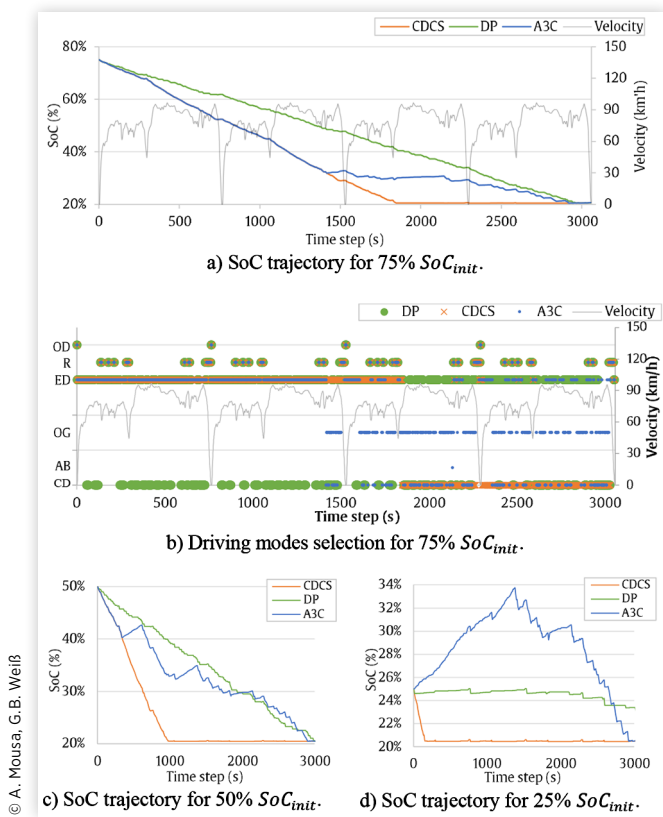 CDCS DP A3C Velocity
80% 150
120
60% 90
SoC (%) Velocity (km'h)
40% 60
30
20% 0
0 500 1000 1500 2000 2500 3000
Time step (s)
a) SoC trajectory for 75% SoC_init.
DP CDCS A3C Velocity
150
OD
R 120
ED
90
Velocity (km/h)
OG 60
AB 30
CD 0
0 500 1000 1500 2000 2500 3000
Time step (s)
b) Driving modes selection for 75% SoC_init.
50% CDCS
DP
A3C
40%
SoC (%)
30%
20%
0 1000 2000 3000
Time step (s)
c) SoC trajectory for 50% SoC_init.
34% CDCS
32% DP
A3C
30%
28%
SoC (%)
26%
24%
22%
20%
0 1000 2000 3000
Time step (s)
d) SoC trajectory for 25% SoC_init.
© A. Mousa, G.B. Weiß